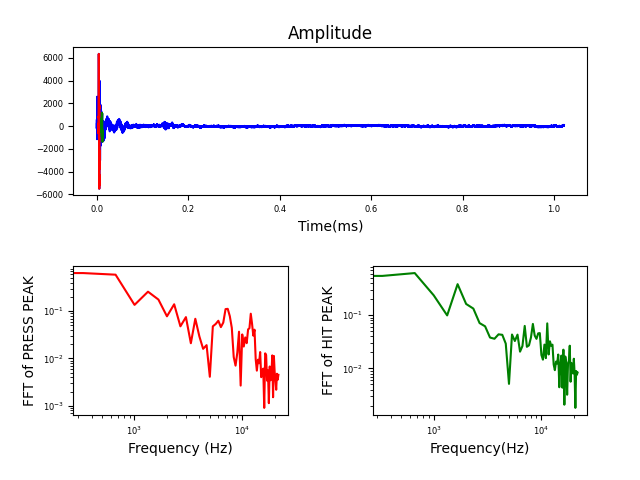 Amplitude
6000
4000
2000
0
−2000
−4000
−6000
0.0 0.2 0.4 0.6 0.8 1.0
Time(ms)
FFT of PRESS PEAK
10⁻¹
10⁻²
10⁻³
10³ 10⁴
Frequency (Hz)
FFT of HIT PEAK
10⁻¹
10⁻²
10³ 10⁴
Frequency(Hz)